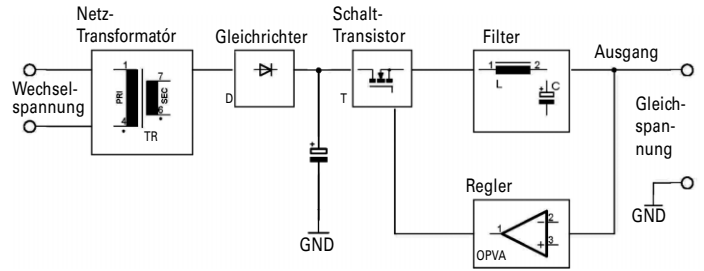 Netz-
Transformatór
Gleichrichter
Schalt-
Transistor
Filter
Ausgang
Wechsel-
spannung
1
PRI
4
7
SEC
8
TR
D
T
1
2
L
+
C
+
Gleich-
span-
nung
GND
GND
Regler
1
2
3
-
+
OPVA